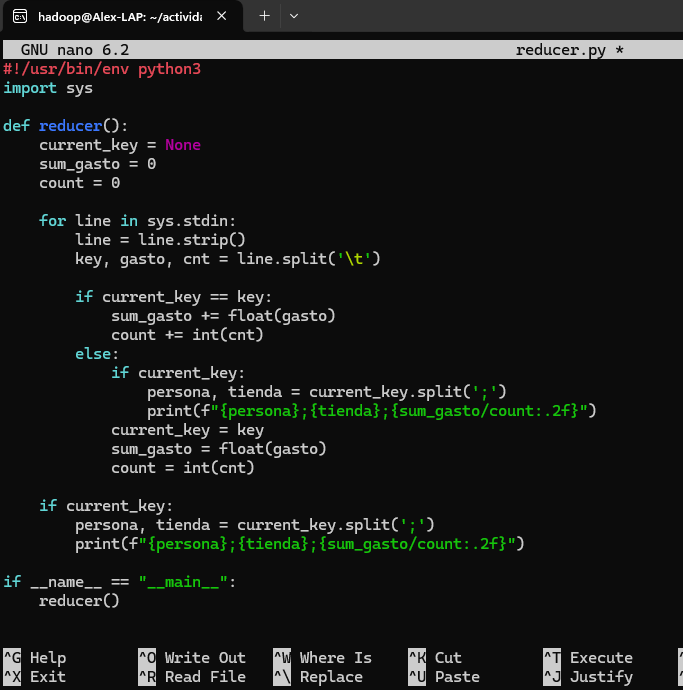 hadoop@Alex-LAP: ~/activida
GNU nano 6.2 reducer.py *
#!/usr/bin/env python3
import sys

def reducer():
    current_key = None
    sum_gasto = 0
    count = 0

    for line in sys.stdin:
        line = line.strip()
        key, gasto, cnt = line.split('\t')

        if current_key == key:
            sum_gasto += float(gasto)
            count += int(cnt)
        else:
            if current_key:
                persona, tienda = current_key.split(';')
                print(f"{persona};{tienda};{sum_gasto/count:.2f}")
            current_key = key
            sum_gasto = float(gasto)
            count = int(cnt)

    if current_key:
        persona, tienda = current_key.split(';')
        print(f"{persona};{tienda};{sum_gasto/count:.2f}")

if __name__ == "__main__":
    reducer()

^G Help ^O Write Out ^W Where Is ^K Cut ^T Execute
^X Exit ^R Read File ^\ Replace ^U Paste ^J Justify